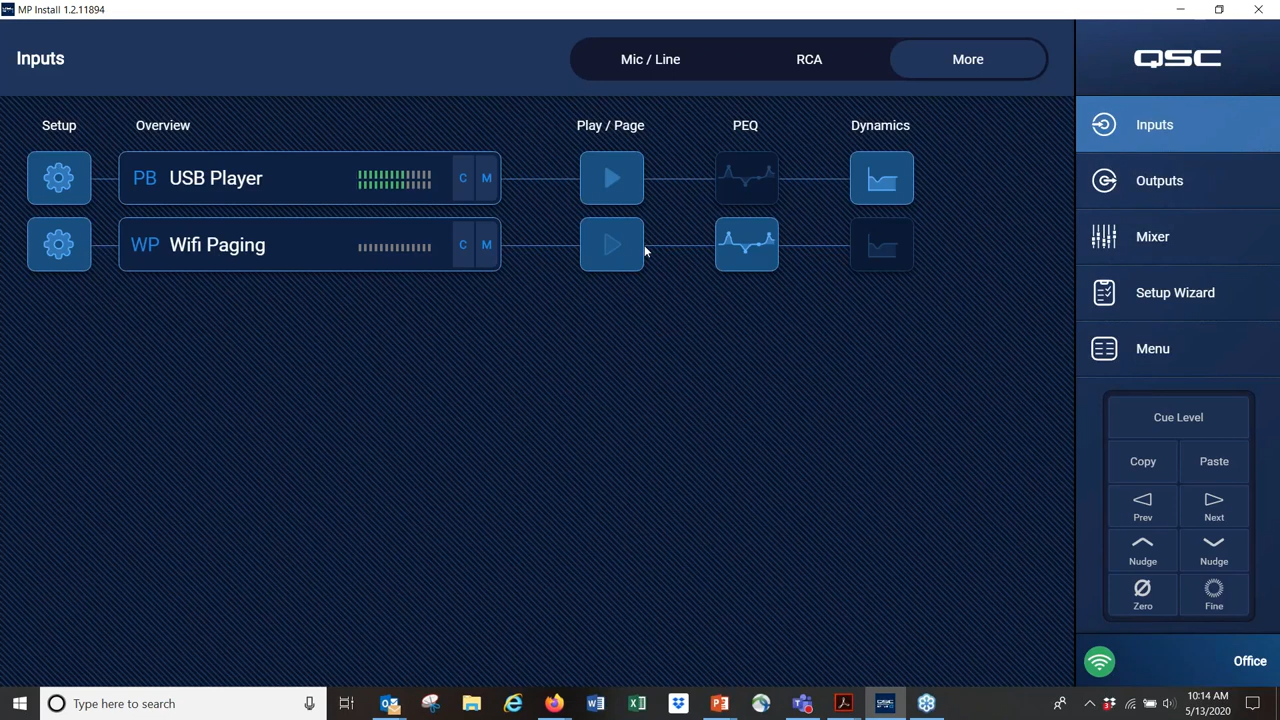 MP Install 1.2.11894
Inputs
Mic / Line
RCA
More
QSC
Setup
Overview
Play / Page
PEQ
Dynamics
PB USB Player C M
WP Wifi Paging C M
Inputs
Outputs
Mixer
Setup Wizard
Menu
Cue Level
Copy
Paste
Prev
Next
Nudge
Nudge
Zero
Fine
Office
Type here to search
10:14 AM
5/13/2020